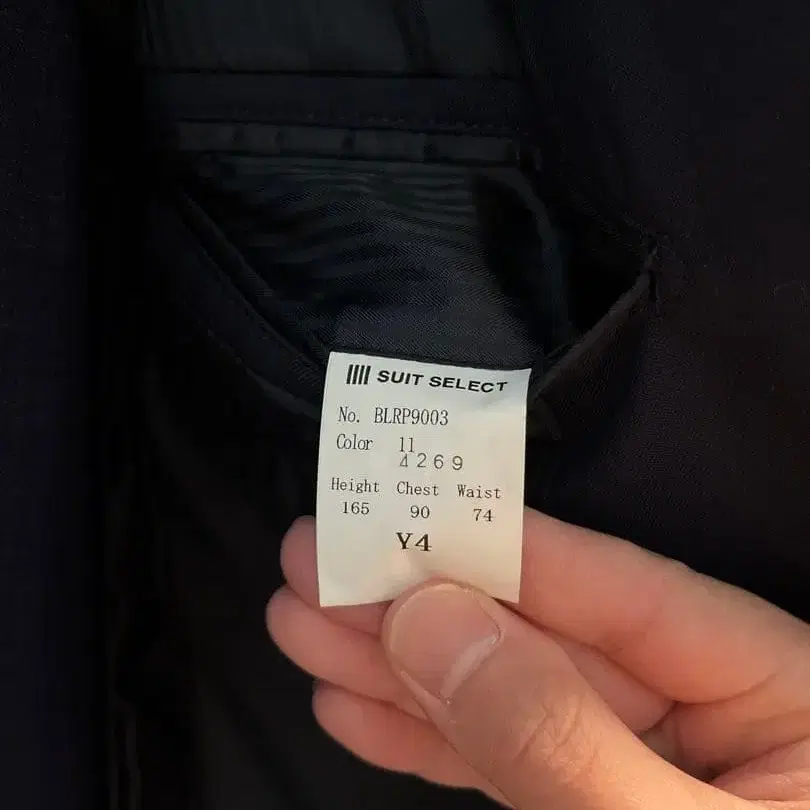 SUIT SELECT
No. BLRP9003
Color 11
4269
Height Chest Waist
165 90 74
Y4